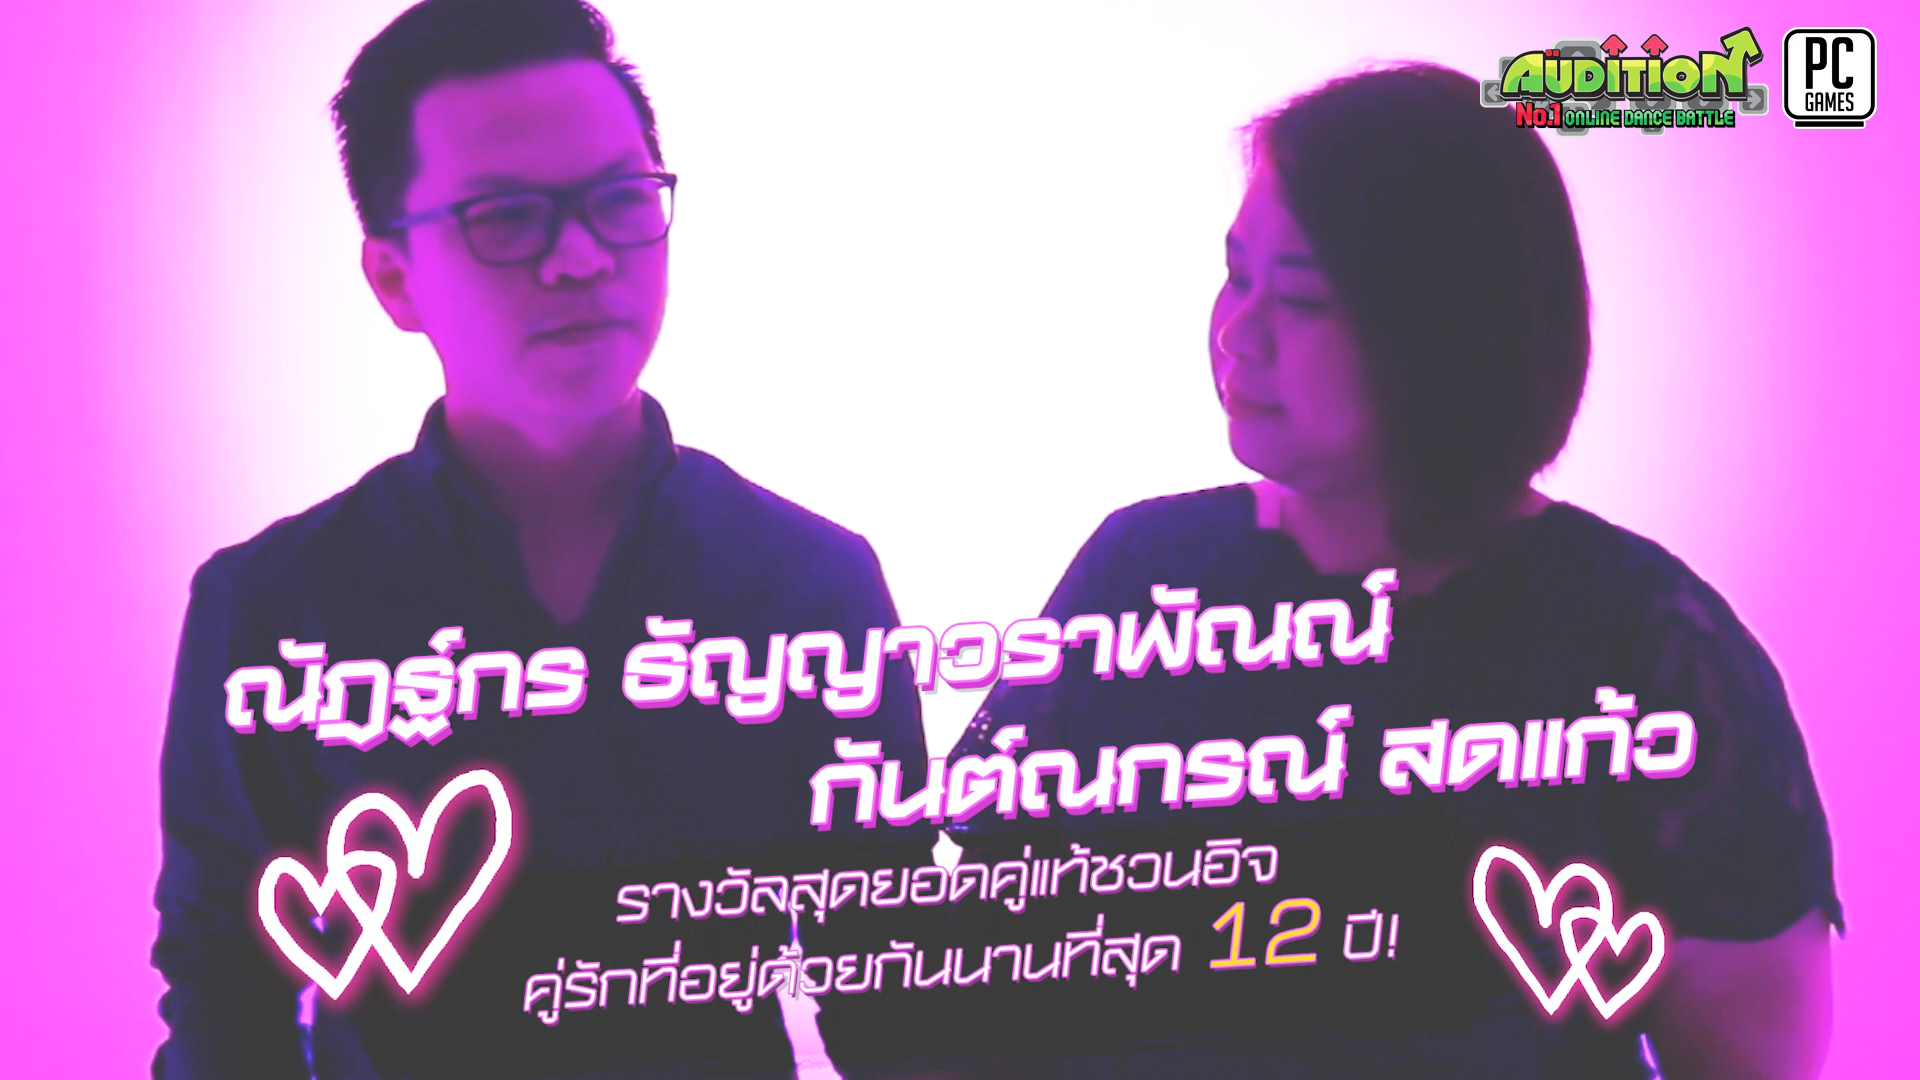 AUDITION
No.1 ONLINE DANCE BATTLE
PC
GAMES
ณัฏฐ์กร ธัญญาวราพัณณ์
กันต์ณกรณ์ สดแก้ว
รางวัลสุดยอดคู่แท้ชวนอิจ
คู่รักที่อยู่ด้วยกันนานที่สุด 12 ปี!